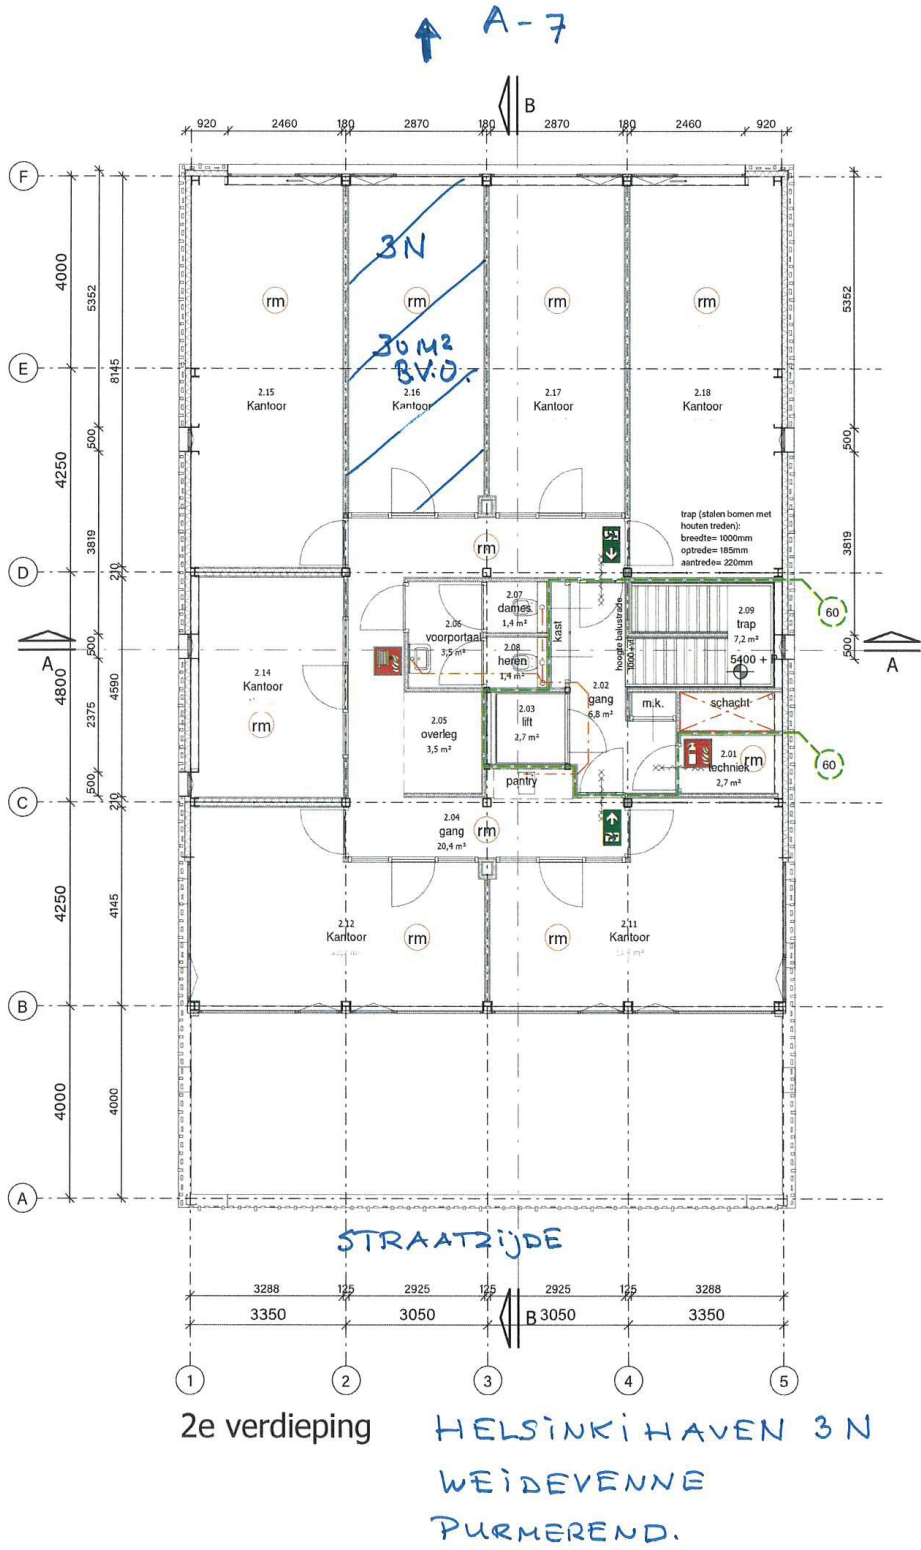 A-7
B
920 2460 180 2870 180 2870 180 2460 920
F
3N
4000
5352
5352
rm rm rm rm
30 M2
B.V.O.
E
8145
2.15
Kantoor
2.16
Kantoor
2.17
Kantoor
2.18
Kantoor
500
500
4250
trap (stalen bomen met
houten treden):
breedte= 1000mm
optrede= 185mm
aantrede= 220mm
3819
3819
rm
D
210
60
2.07
dames
1,4 m²
2.06
voorportaal
3,5 m²
2.08
heren
1,4 m²
kast
hoogte balustrade
1000+vl
2.09
trap
7,2 m²
5400 +
A
500
A
500
4800
4590
2375
2.14
Kantoor
rm
2.02
gang
6,8 m²
m.k.
schacht
2.05
overleg
3,5 m²
2.03
lift
2,7 m²
2.01
techniek
2,7 m²
rm
60
pantry
500
C
210
2.04
gang
20,4 m²
rm
4250
4145
2.12
Kantoor
rm
rm
2.11
Kantoor
B
4000
4000
A
STRAATZijDE
3288 125 2925 125 2925 125 3288
3350 3050 B 3050 3350
1 2 3 4 5
2e verdieping
HELSiNKiHAVEN 3N
WEiDEVENNE
PURMEREND.